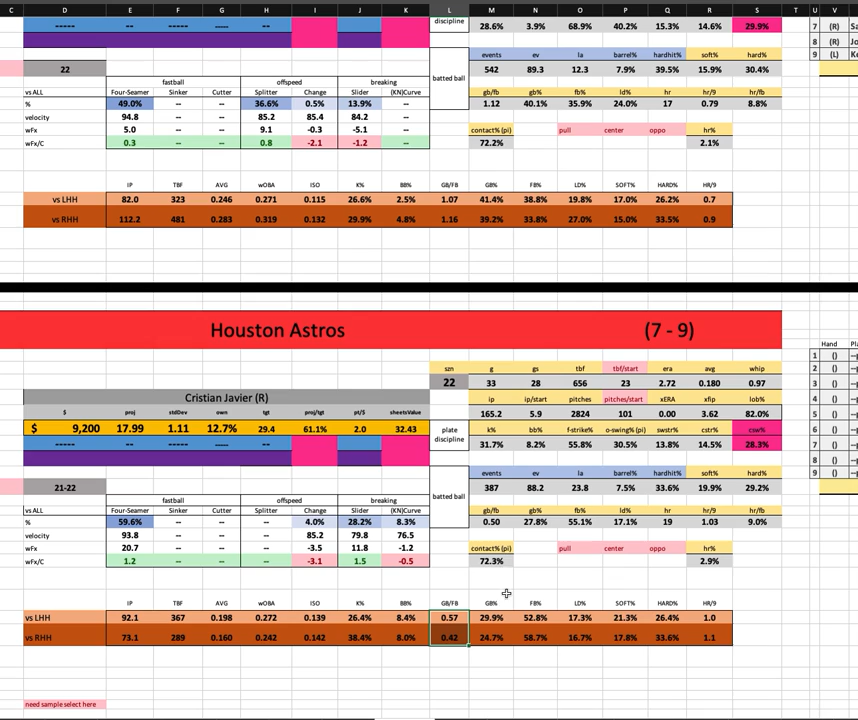 C D E F G H I J K L M N O P Q R S T U V W
----- -- ----- ---- -- discipline 28.6% 3.9% 68.9% 40.2% 15.3% 14.6% 29.9% 7 (R) Sa
8 (R) Jo
22 events ev la barrel% hardhit% soft% hard% 9 (L) Ke
fastball offspeed breaking batted ball 542 89.3 12.3 7.9% 39.5% 15.9% 30.4%
vs ALL Four-Seamer Sinker Cutter Splitter Change Slider (KN)Curve gb/fb gb% fb% ld% hr hr/9 hr/fb
% 49.0% -- -- 36.6% 0.5% 13.9% -- 1.12 40.1% 35.9% 24.0% 17 0.79 8.8%
velocity 94.8 -- -- 85.2 85.4 84.2 --
wFx 5.0 -- -- 9.1 -0.3 -5.1 -- contact% (pi) pull center oppo hr%
wFx/C 0.3 -- -- 0.8 -2.1 -1.2 -- 72.2% 2.1%
IP TBF AVG wOBA ISO K% BB% GB/FB GB% FB% LD% SOFT% HARD% HR/9
vs LHH 82.0 323 0.246 0.271 0.115 26.6% 2.5% 1.07 41.4% 38.8% 19.8% 17.0% 26.2% 0.7
vs RHH 112.2 481 0.283 0.319 0.132 29.9% 4.8% 1.16 39.2% 33.8% 27.0% 15.0% 33.5% 0.9
Houston Astros (7 - 9)
Hand Pla
1 ()
szn g gs tbf tbf/start era avg whip 2 ()
22 33 28 656 23 2.72 0.180 0.97 3 ()
Cristian Javier (R) ip ip/start pitches pitches/start xERA xfip lob% 4 ()
$ proj stdDev own tgt proj/tgt pt/$ sheetsValue 165.2 5.9 2824 101 0.00 3.62 82.0% 5 ()
$ 9,200 17.99 1.11 12.7% 29.4 61.1% 2.0 32.43 plate discipline k% bb% f-strike% o-swing% (pi) swstr% cstr% csw% 6 ()
----- -- ----- ---- -- 31.7% 8.2% 55.8% 30.5% 13.8% 14.5% 28.3% 7 ()
8 ()
events ev la barrel% hardhit% soft% hard% 9 ()
21-22 batted ball 387 88.2 23.8 7.5% 33.6% 19.9% 29.2%
fastball offspeed breaking
vs ALL Four-Seamer Sinker Cutter Splitter Change Slider (KN)Curve gb/fb gb% fb% ld% hr hr/9 hr/fb
% 59.6% -- -- -- 4.0% 28.2% 8.3% 0.50 27.8% 55.1% 17.1% 19 1.03 9.0%
velocity 93.8 -- -- -- 85.2 79.8 76.5
wFx 20.7 -- -- -- -3.5 11.8 -1.2 contact% (pi) pull center oppo hr%
wFx/C 1.2 -- -- -- -3.1 1.5 -0.5 72.3% 2.9%
IP TBF AVG wOBA ISO K% BB% GB/FB GB% FB% LD% SOFT% HARD% HR/9
vs LHH 92.1 367 0.198 0.272 0.139 26.4% 8.4% 0.57 29.9% 52.8% 17.3% 21.3% 26.4% 1.0
vs RHH 73.1 289 0.160 0.242 0.142 38.4% 8.0% 0.42 24.7% 58.7% 16.7% 17.8% 33.6% 1.1
need sample select here